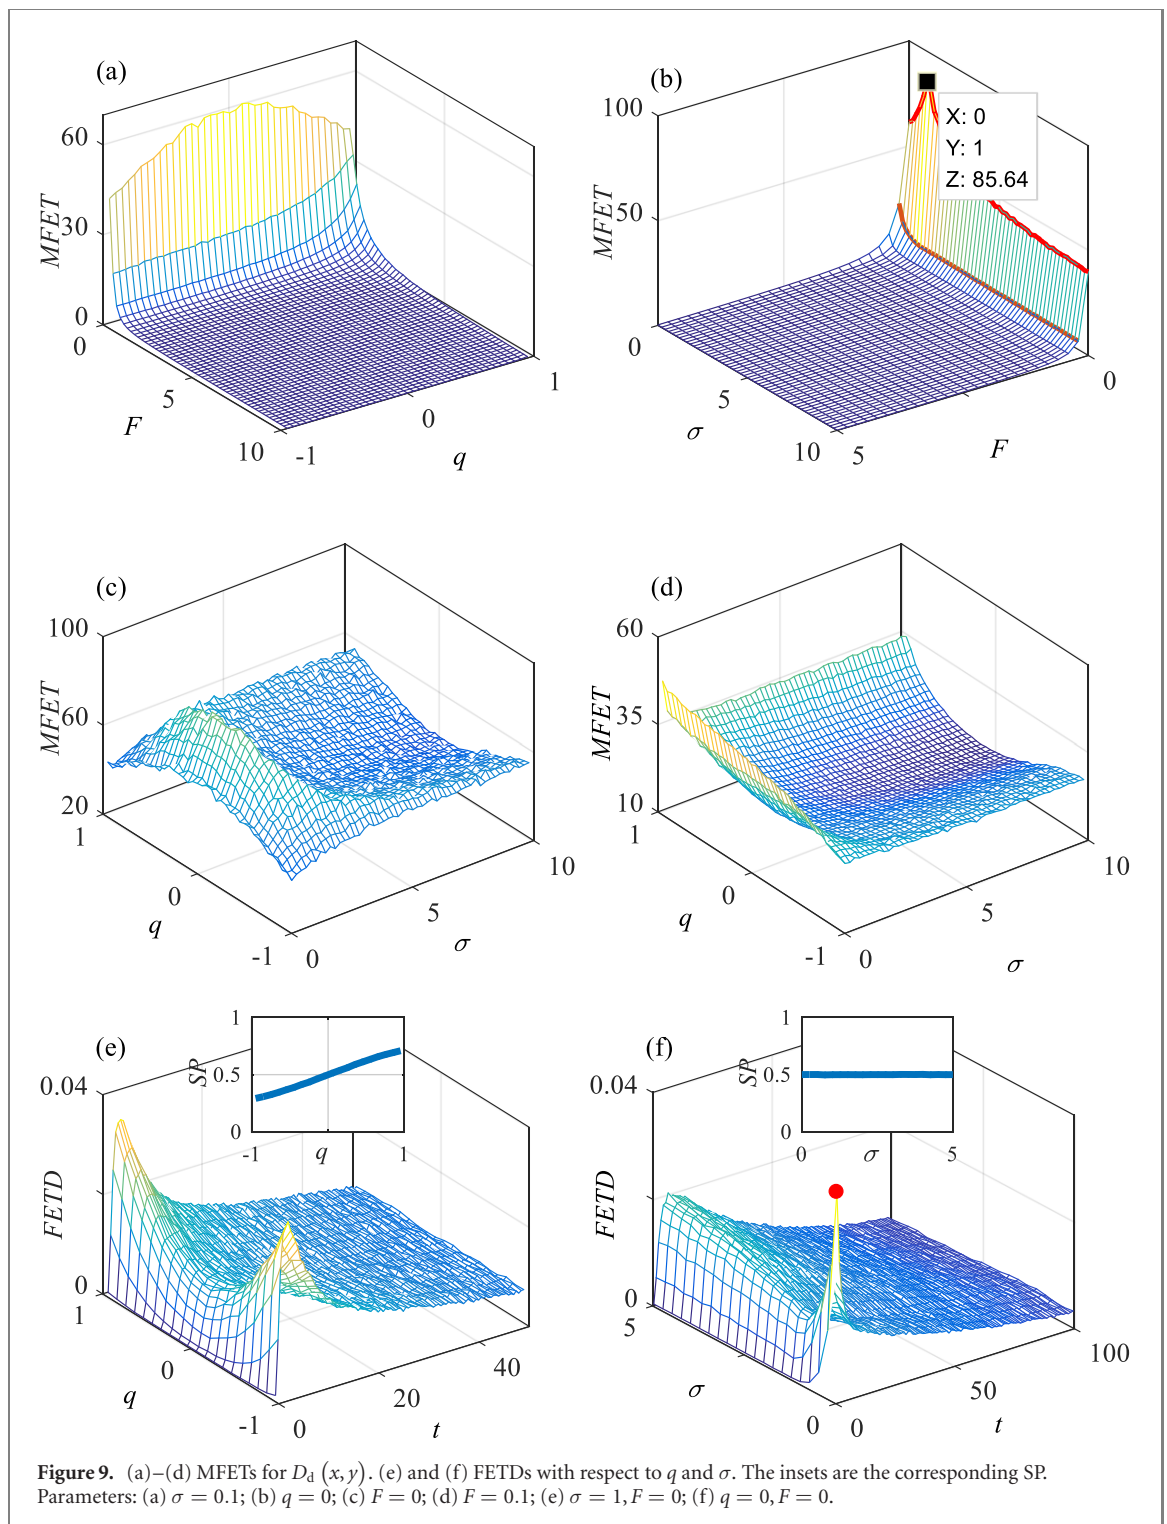 (a)
60
30
0
MFET
0
5
10
F
-1
0
1
q
(b)
100
50
0
MFET
X: 0
Y: 1
Z: 85.64
0
5
10
σ
5
0
F
(c)
100
60
20
MFET
1
0
-1
q
0
5
10
σ
(d)
60
35
10
MFET
1
0
-1
q
0
5
10
σ
(e)
0.04
0
FETD
1
0
-1
q
0
20
40
t
1
0.5
0
SP
-1
1
q
(f)
0.04
0
FETD
5
0
σ
0
50
100
t
1
0.5
0
SP
0
5
σ
Figure 9. (a)–(d) MFETs for D_d (x, y). (e) and (f) FETDs with respect to q and σ. The insets are the corresponding SP.
Parameters: (a) σ = 0.1; (b) q = 0; (c) F = 0; (d) F = 0.1; (e) σ = 1, F = 0; (f) q = 0, F = 0.